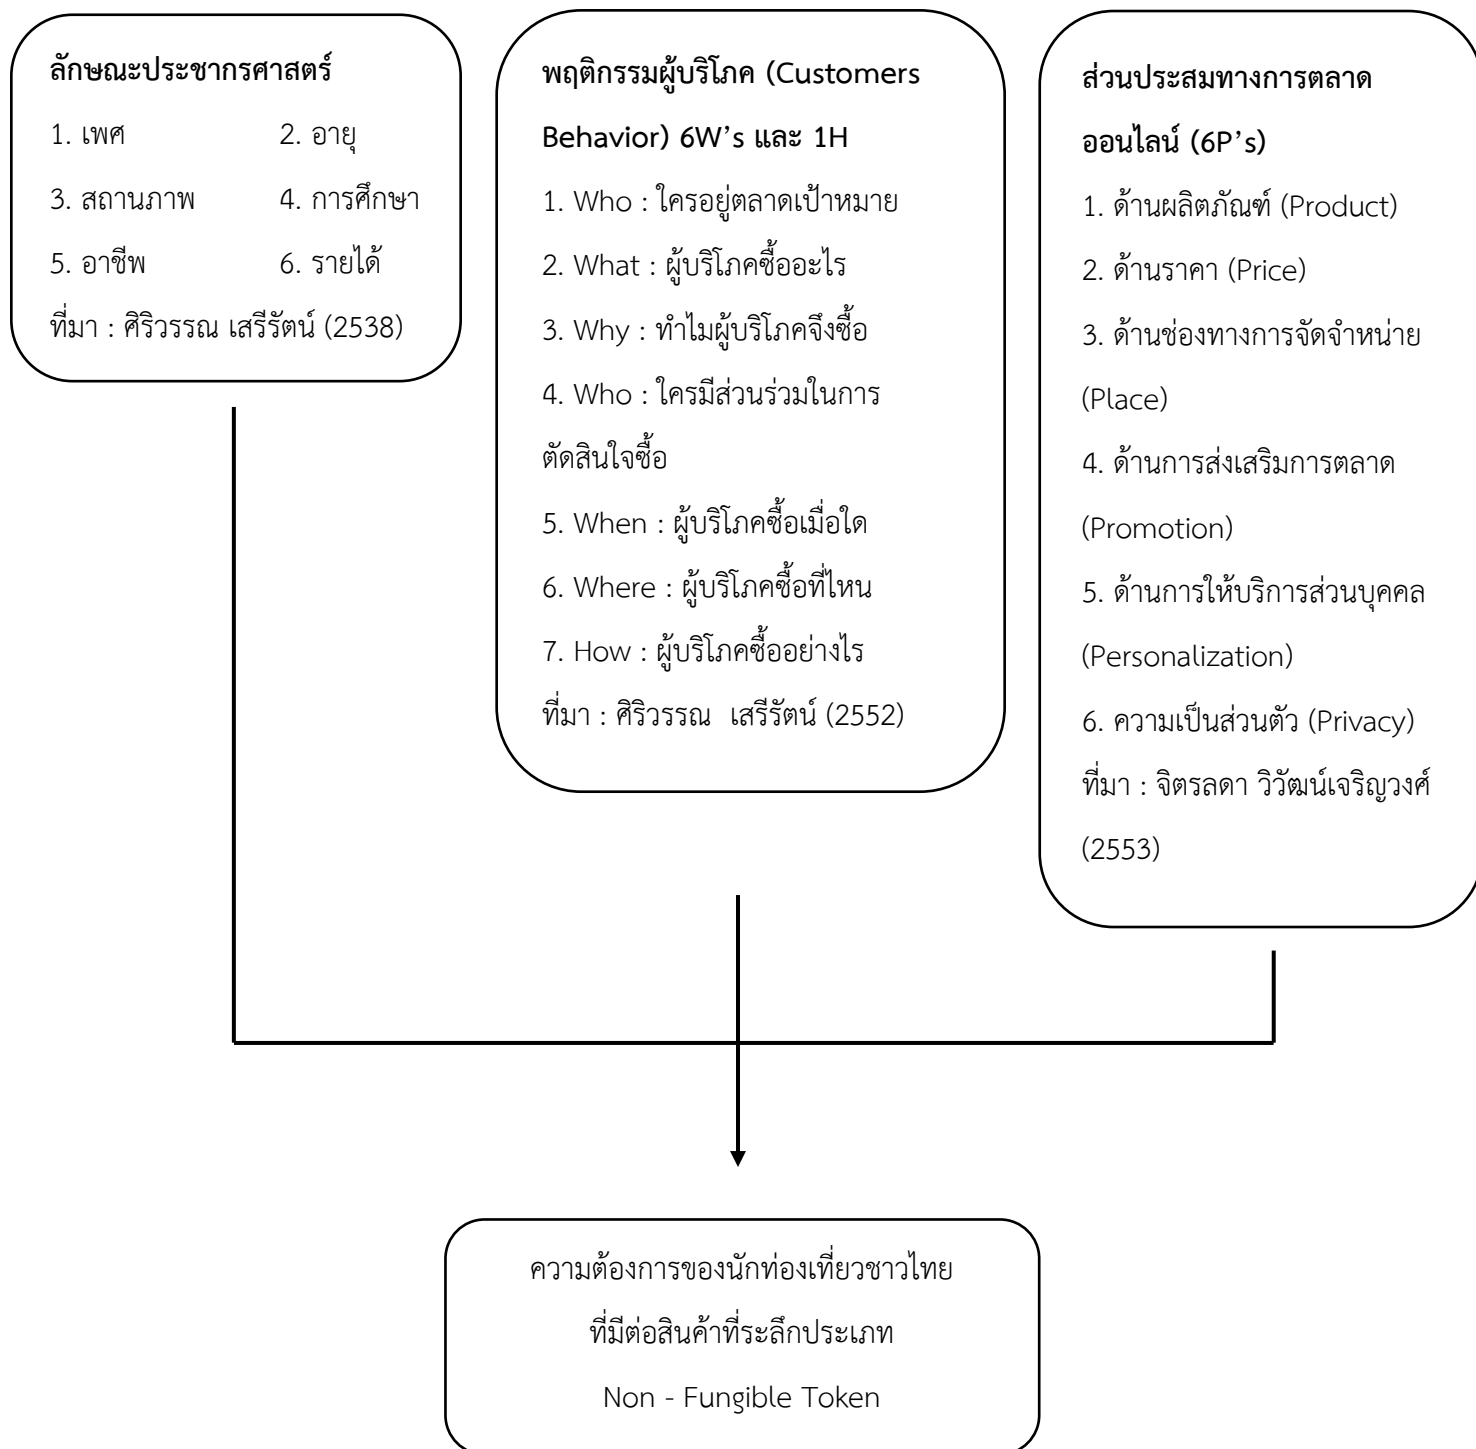 ลักษณะประชากรศาสตร์
1. เพศ 2. อายุ
3. สถานภาพ 4. การศึกษา
5. อาชีพ 6. รายได้
ที่มา : ศิริวรรณ เสรีรัตน์ (2538)
พฤติกรรมผู้บริโภค (Customers
Behavior) 6W’s และ 1H
1. Who : ใครอยู่ตลาดเป้าหมาย
2. What : ผู้บริโภคซื้ออะไร
3. Why : ทำไมผู้บริโภคจึงซื้อ
4. Who : ใครมีส่วนร่วมในการ
ตัดสินใจซื้อ
5. When : ผู้บริโภคซื้อเมื่อใด
6. Where : ผู้บริโภคซื้อที่ไหน
7. How : ผู้บริโภคซื้ออย่างไร
ที่มา : ศิริวรรณ เสรีรัตน์ (2552)
ส่วนประสมทางการตลาด
ออนไลน์ (6P’s)
1. ด้านผลิตภัณฑ์ (Product)
2. ด้านราคา (Price)
3. ด้านช่องทางการจัดจำหน่าย
(Place)
4. ด้านการส่งเสริมการตลาด
(Promotion)
5. ด้านการให้บริการส่วนบุคคล
(Personalization)
6. ความเป็นส่วนตัว (Privacy)
ที่มา : จิตรลดา วิวัฒน์เจริญวงศ์
(2553)
ความต้องการของนักท่องเที่ยวชาวไทย
ที่มีต่อสินค้าที่ระลึกประเภท
Non - Fungible Token